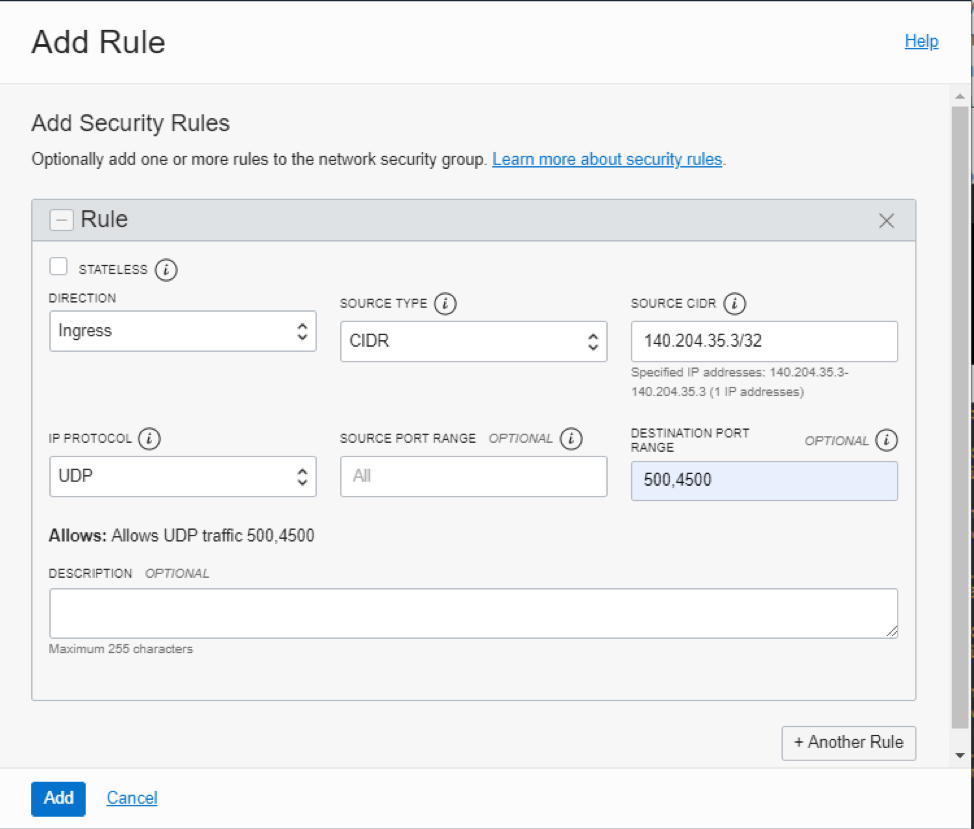 Add Rule
Help
Add Security Rules
Optionally add one or more rules to the network security group. Learn more about security rules.
Rule
STATELESS
DIRECTION
Ingress
SOURCE TYPE
CIDR
SOURCE CIDR
140.204.35.3/32
Specified IP addresses: 140.204.35.3-
140.204.35.3 (1 IP addresses)
IP PROTOCOL
UDP
SOURCE PORT RANGE OPTIONAL
All
DESTINATION PORT
RANGE
OPTIONAL
500,4500
Allows: Allows UDP traffic 500,4500
DESCRIPTION OPTIONAL
Maximum 255 characters
+ Another Rule
Add
Cancel